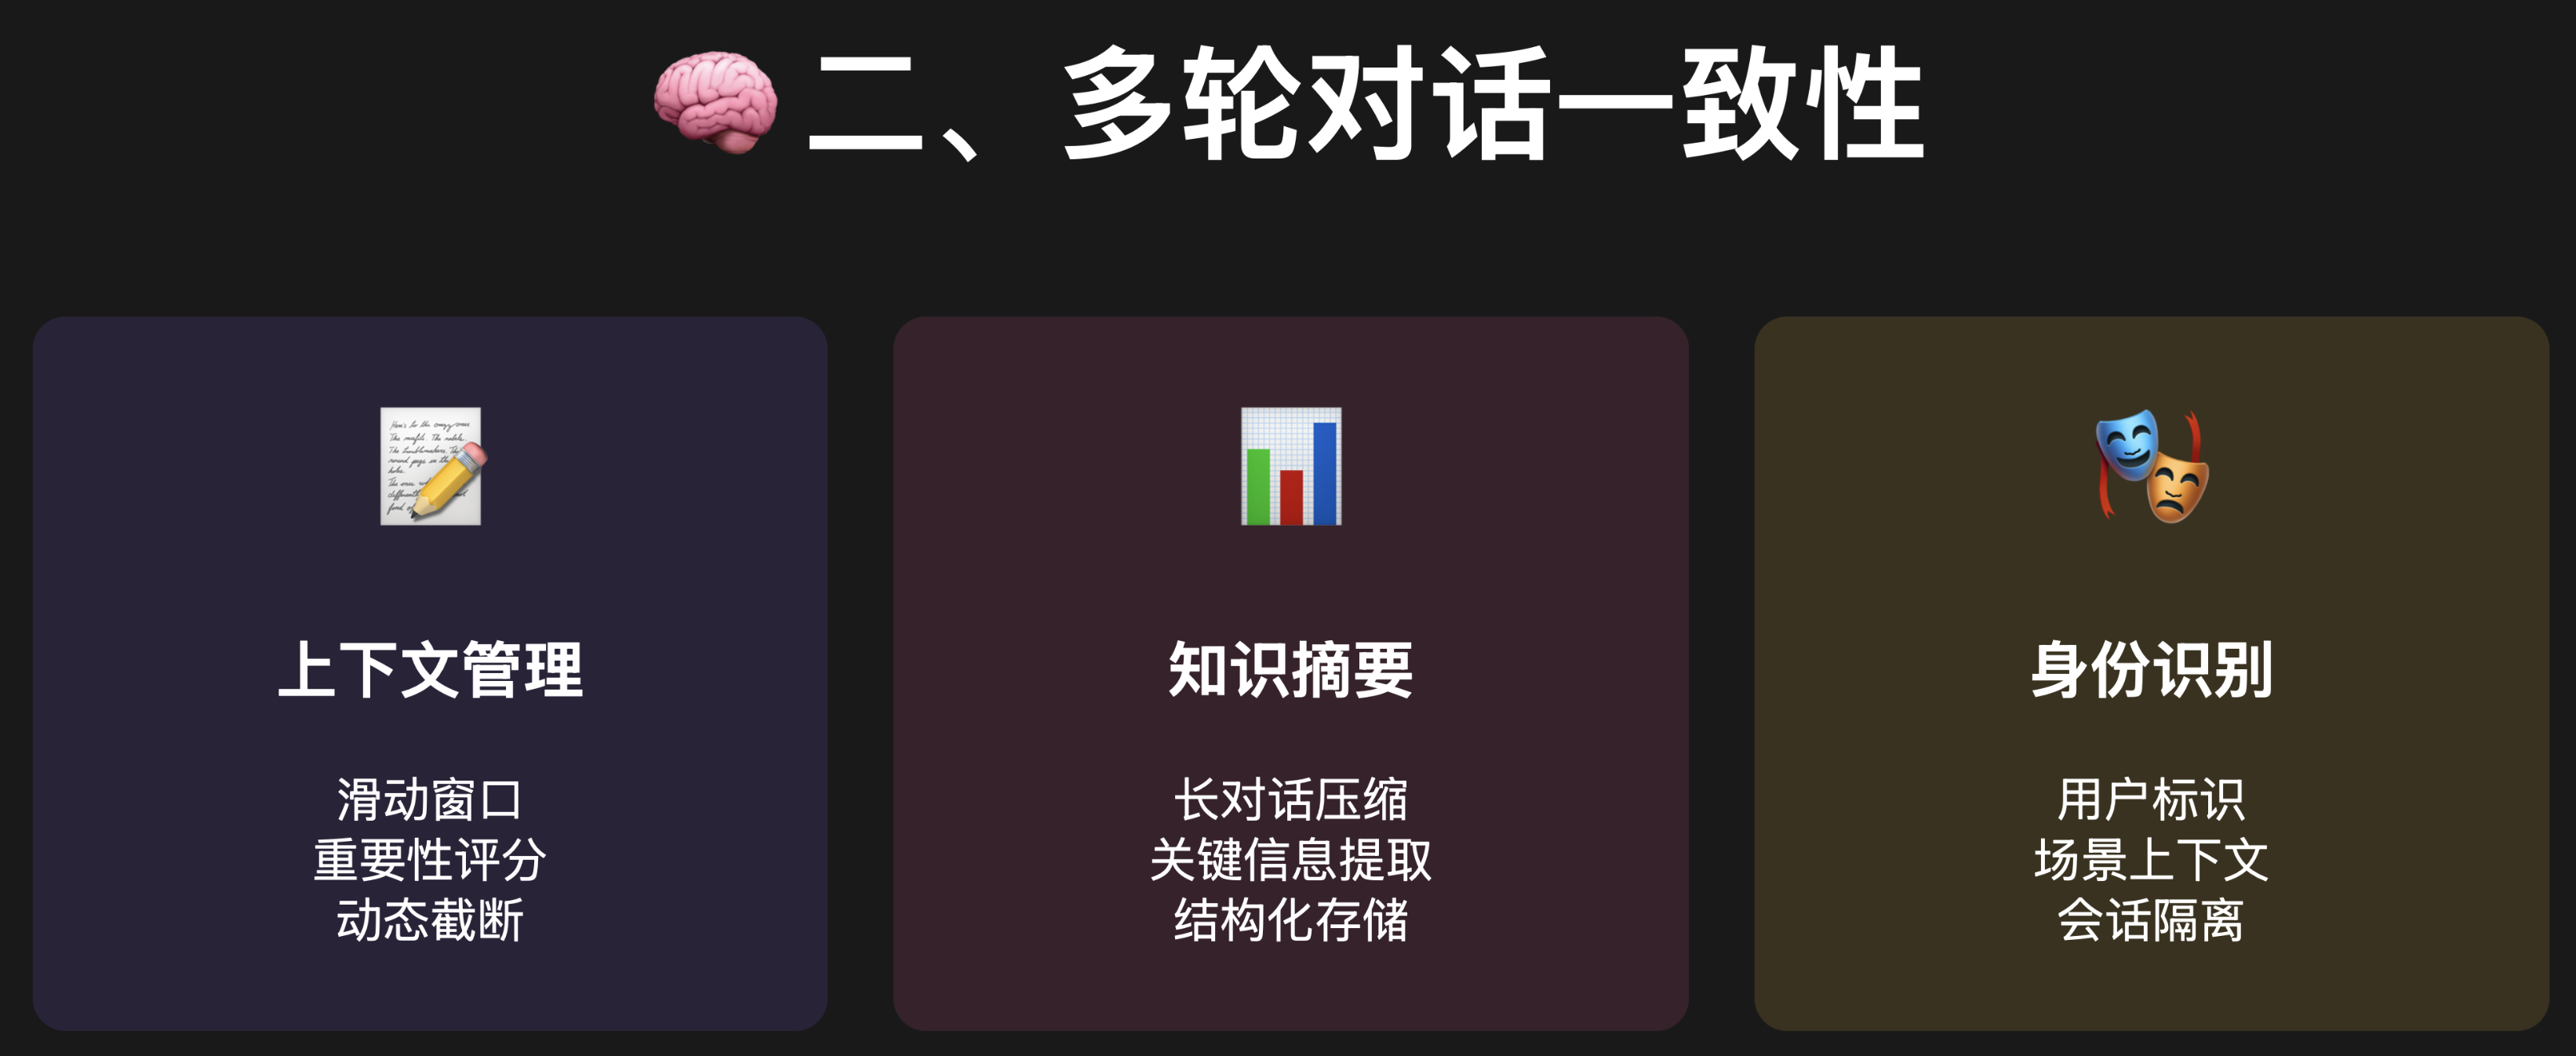 二、多轮对话一致性
上下文管理
滑动窗口
重要性评分
动态截断
知识摘要
长对话压缩
关键信息提取
结构化存储
身份识别
用户标识
场景上下文
会话隔离